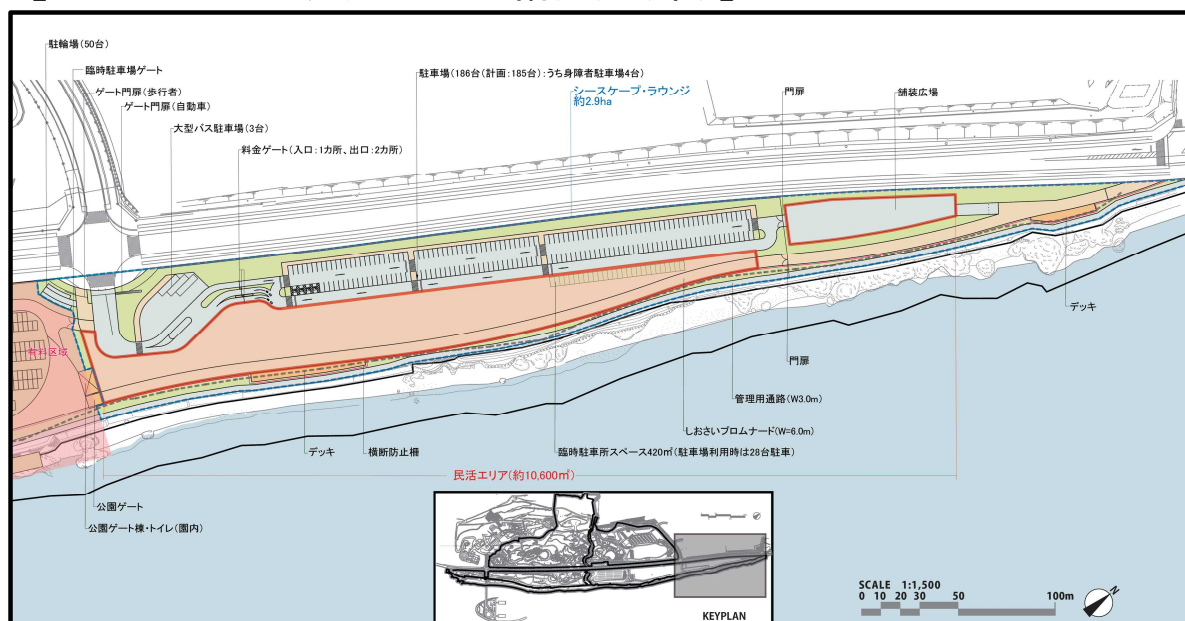 駐輪場(50台)
臨時駐車場ゲート
ゲート門扉(歩行者)
ゲート門扉(自動車)
大型バス駐車場(3台)
料金ゲート(入口:1カ所、出口:2カ所)
駐車場(186台(計画:185台):うち身障者駐車場4台)
シースケープ・ラウンジ
約2.9ha
門扉
舗装広場
有料区域
デッキ
門扉
管理用通路(W3.0m)
しおさいプロムナード(W=6.0m)
デッキ
横断防止柵
臨時駐車所スペース420㎡(駐車場利用時は28台駐車)
民活エリア(約10,600㎡)
公園ゲート
公園ゲート棟・トイレ(園内)
KEYPLAN
SCALE 1:1,500
0 10 20 30 50 100m
N